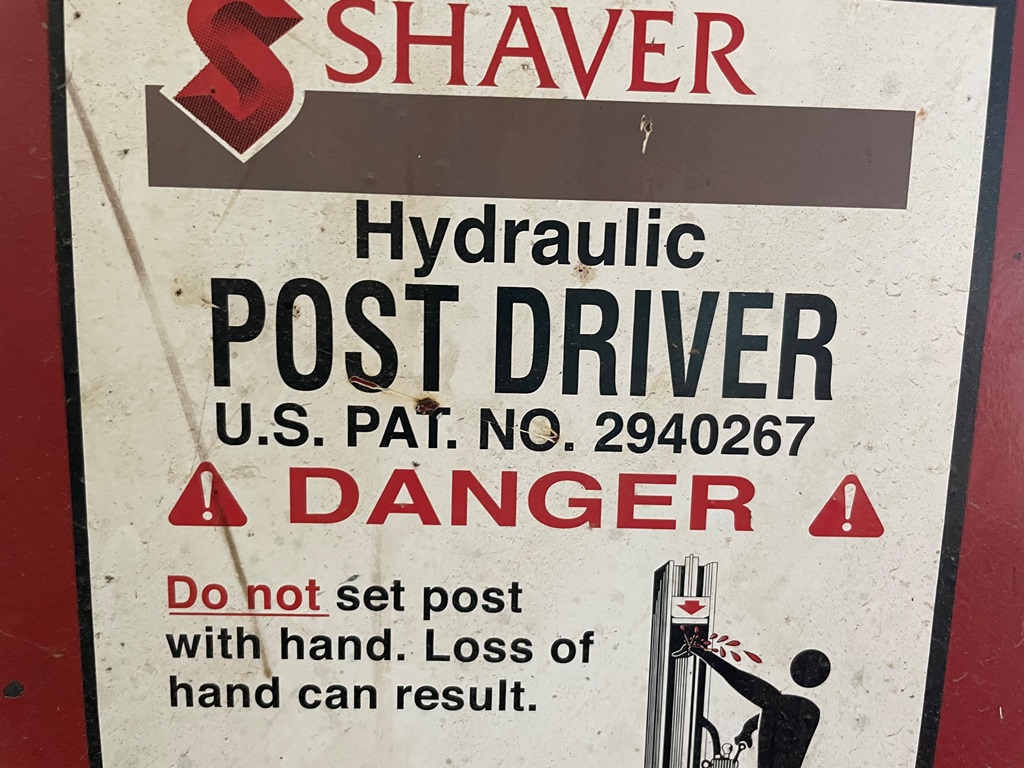 SHAVER
Hydraulic
POST DRIVER
U.S. PAT. NO. 2940267
DANGER
Do not set post
with hand. Loss of
hand can result.